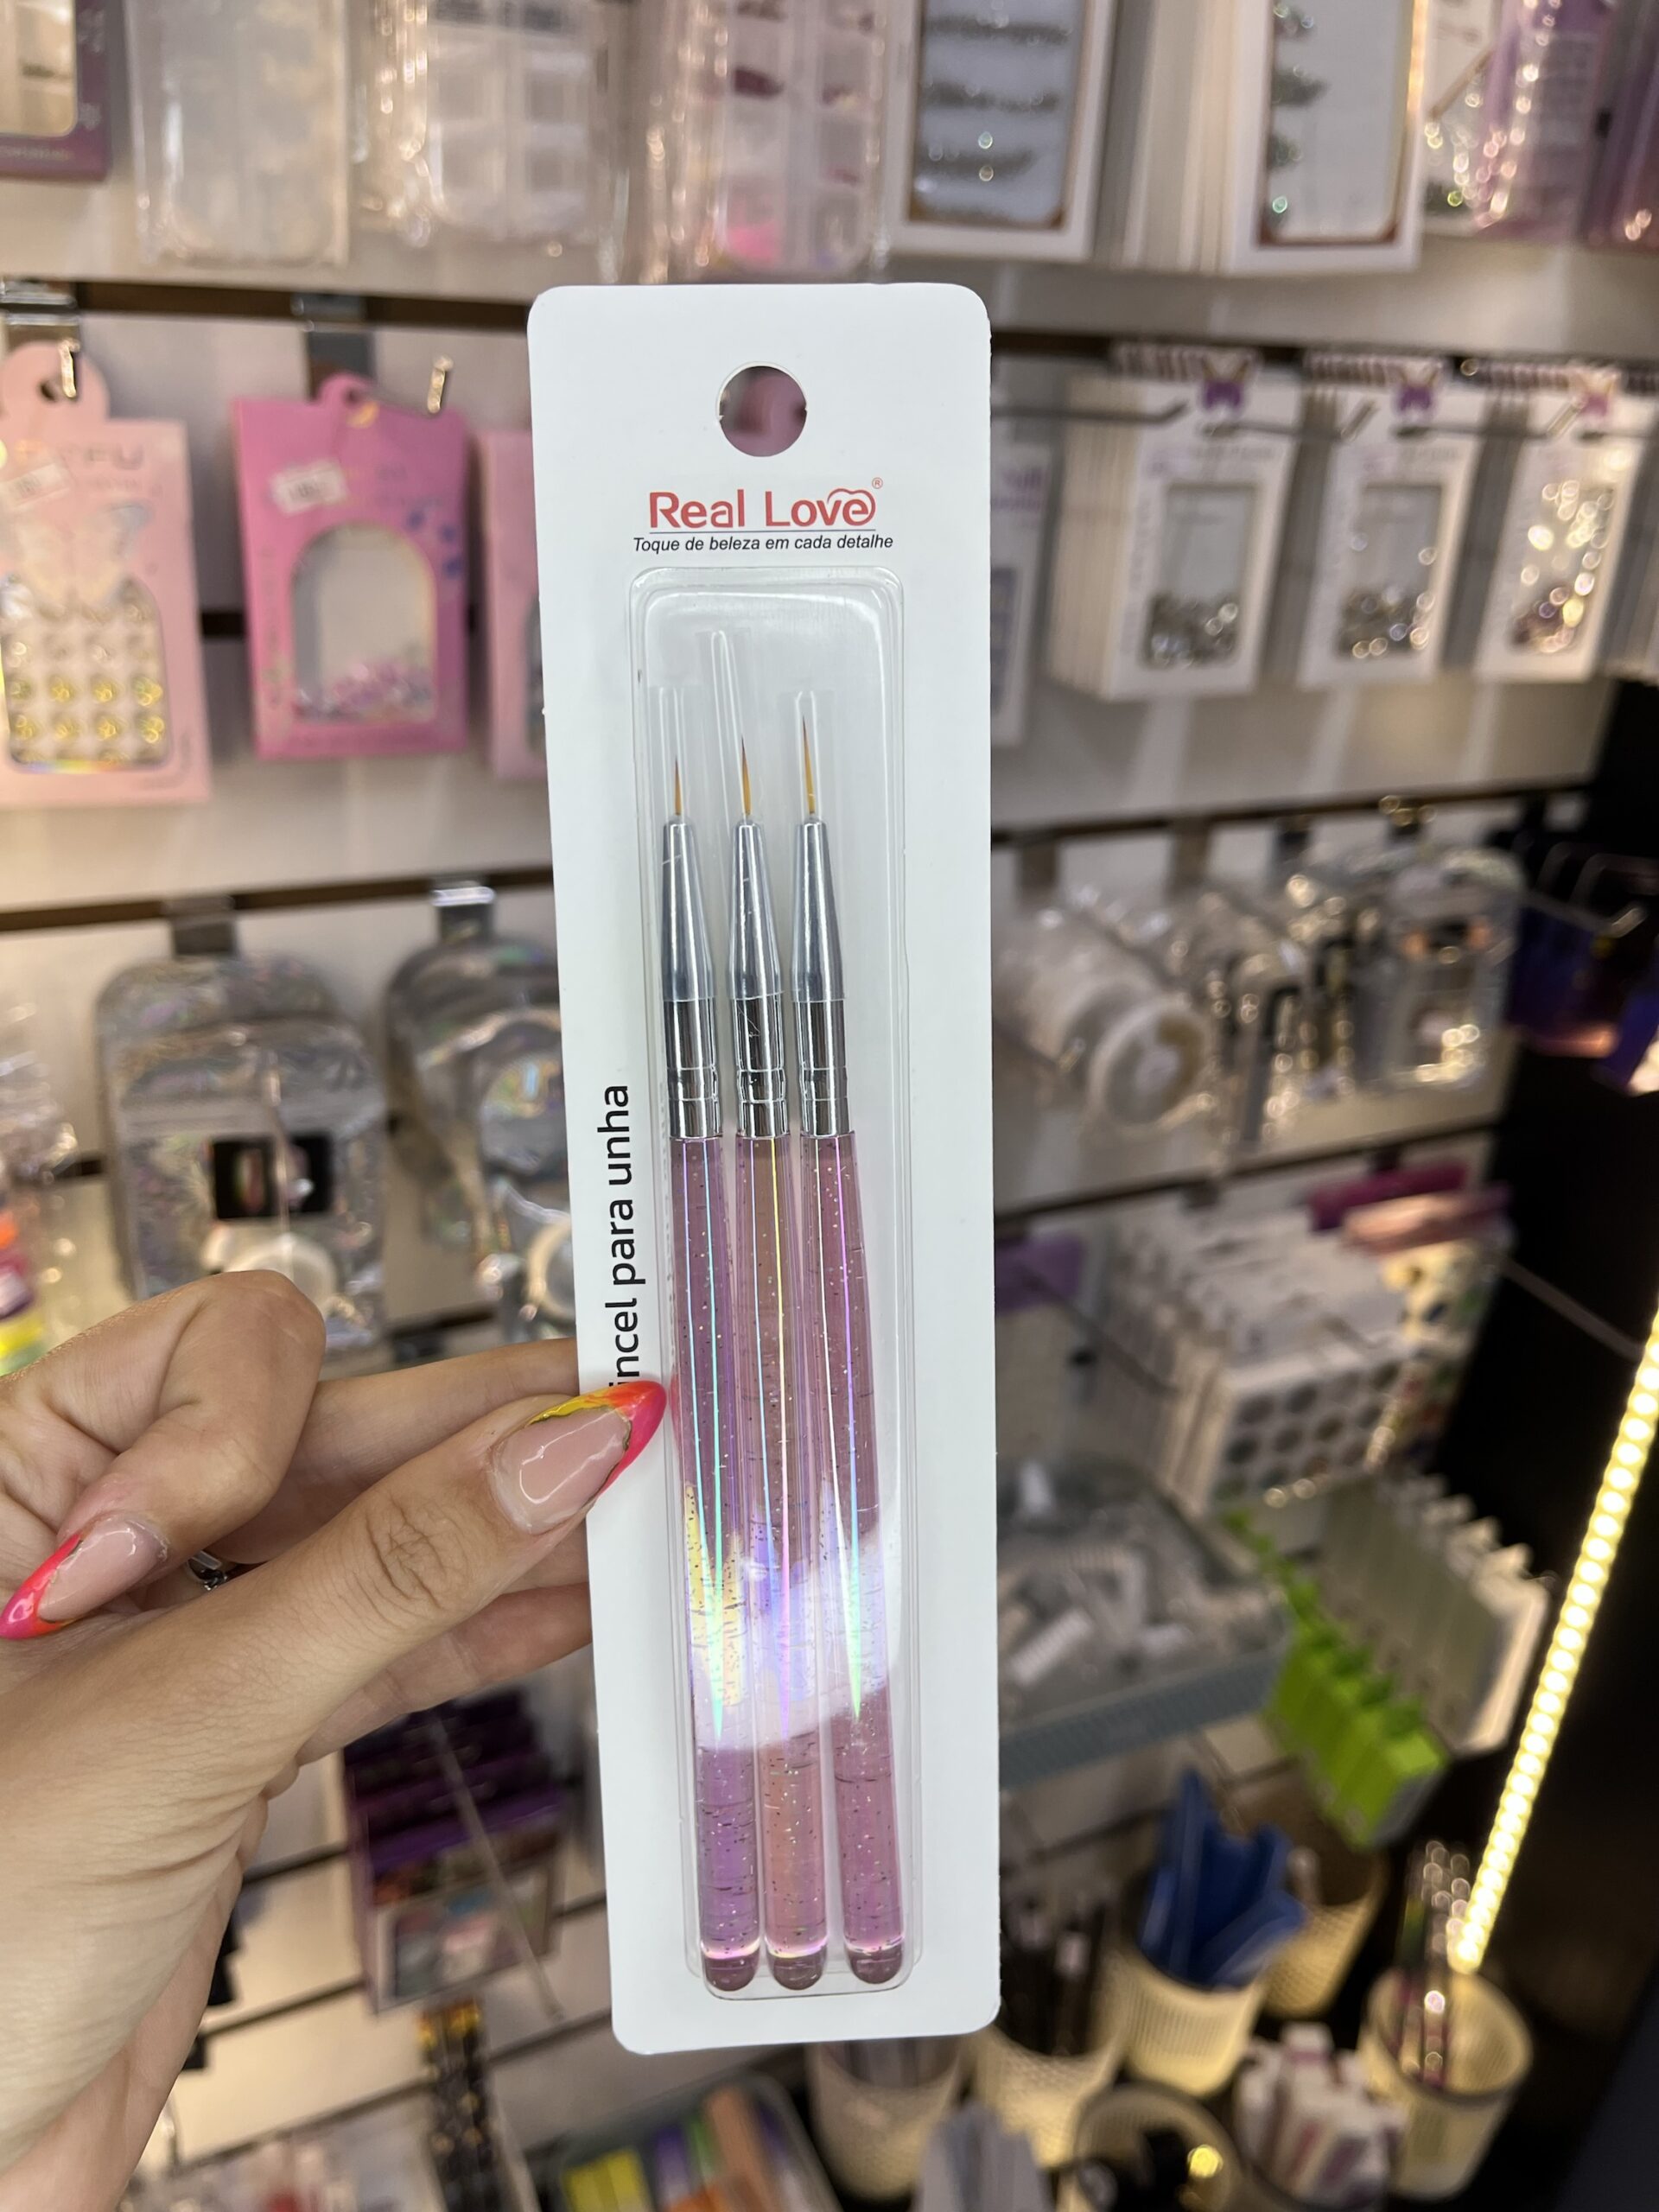 Real Love®
Toque de beleza em cada detalhe
incel para unha